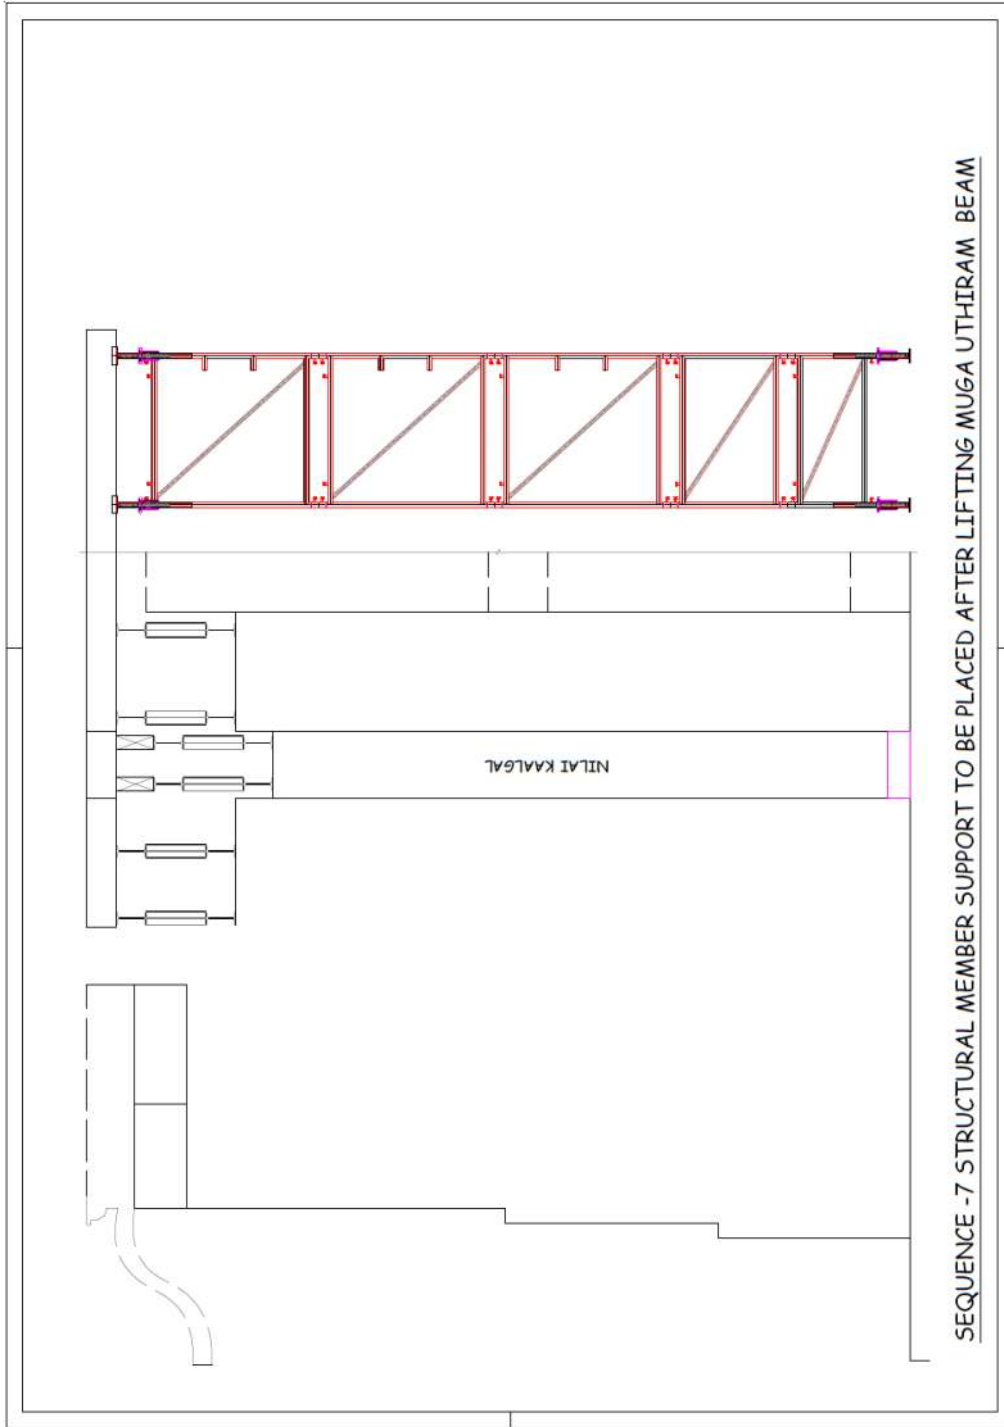 NILAI KAALGAL
SEQUENCE -7 STRUCTURAL MEMBER SUPPORT TO BE PLACED AFTER LIFTING MUGA UTHIRAM BEAM